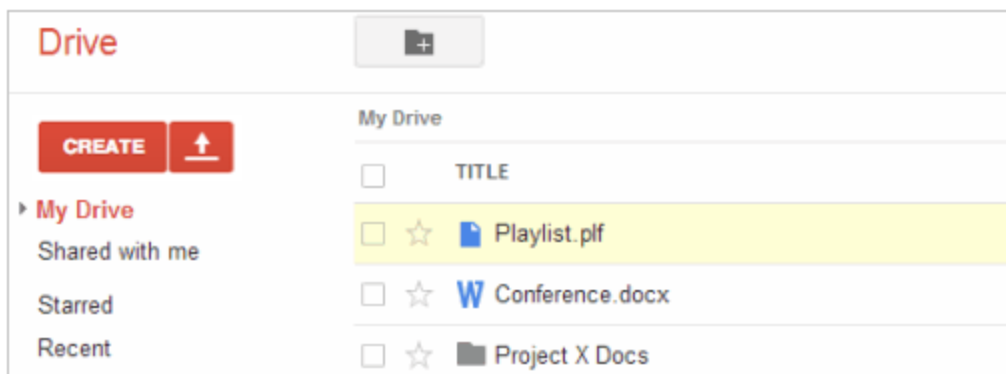 Drive
CREATE
My Drive
Shared with me
Starred
Recent
My Drive
TITLE
Playlist.plf
W Conference.docx
Project X Docs